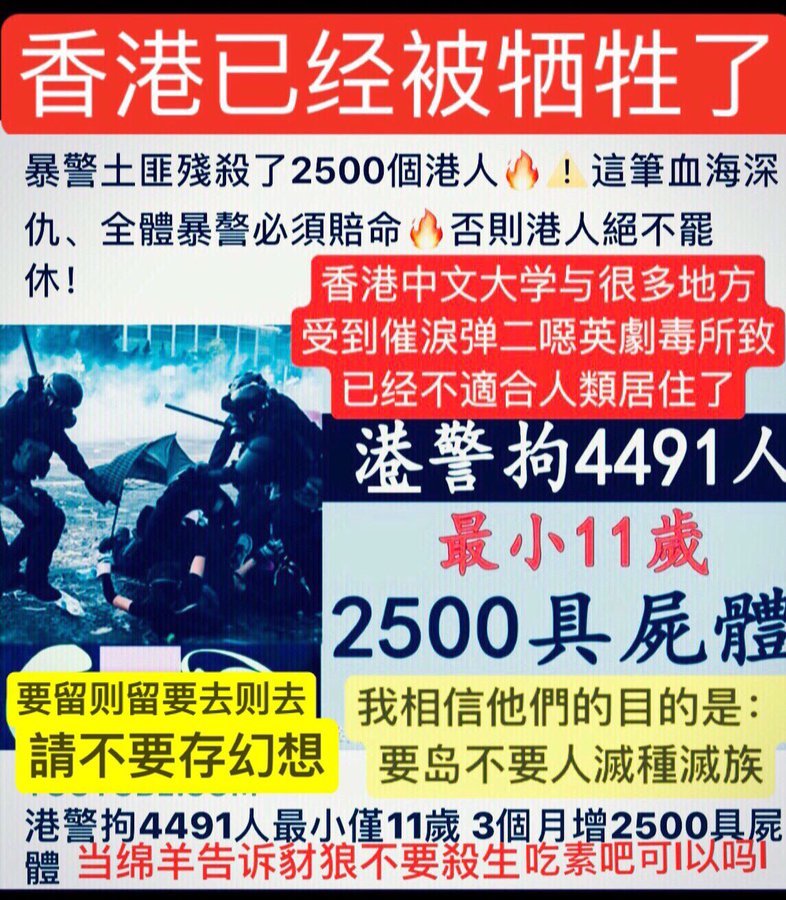 香港已经被牺牲了
暴警土匪殘殺了2500個港人🔥⚠️這筆血海深
仇、全體暴警必須賠命🔥否則港人絕不罷
休！
香港中文大学与很多地方
受到催淚弹二噁英劇毒所致
已经不適合人類居住了
港警拘4491人
最小11歲
2500具屍體
要留则留要去则去
請不要存幻想
我相信他們的目的是：
要岛不要人滅種滅族
港警拘4491人最小僅11歲 3個月增2500具屍
體
当绵羊告诉豺狼不要殺生吃素吧可I以吗I